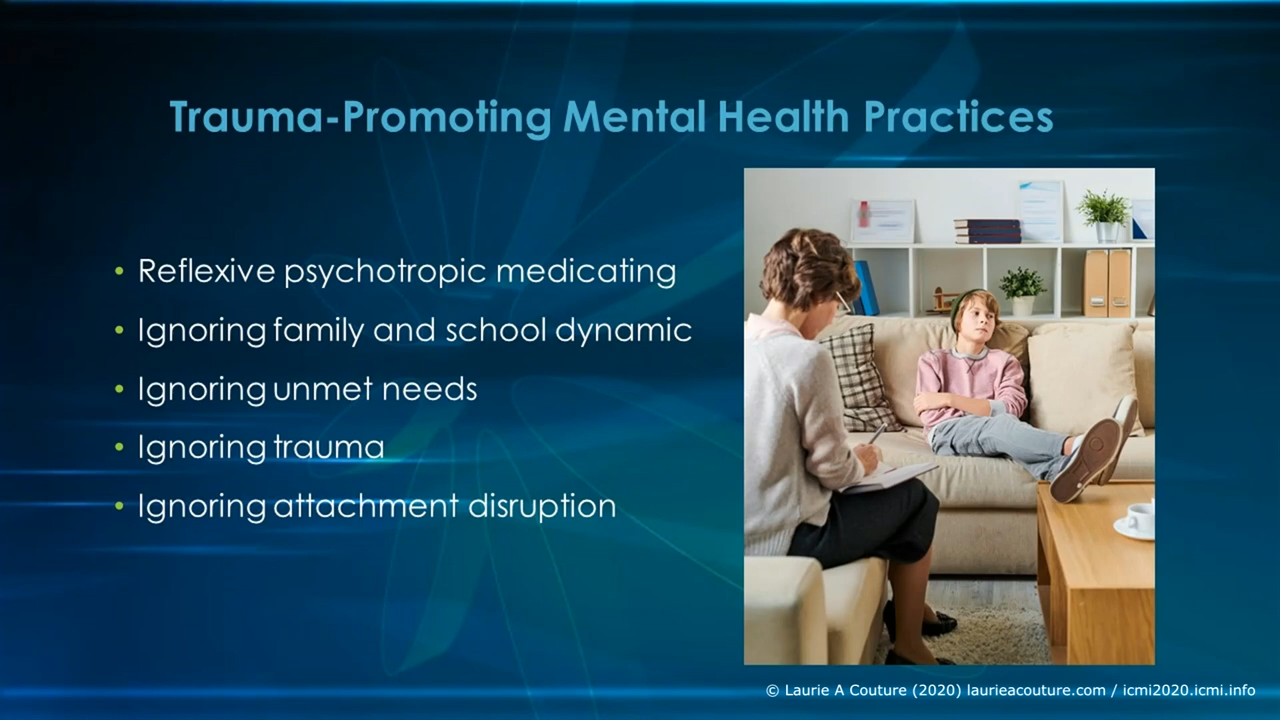 Trauma-Promoting Mental Health Practices
• Reflexive psychotropic medicating
• Ignoring family and school dynamic
• Ignoring unmet needs
• Ignoring trauma
• Ignoring attachment disruption
© Laurie A Couture (2020) laurieacouture.com / icmi2020.icmi.info